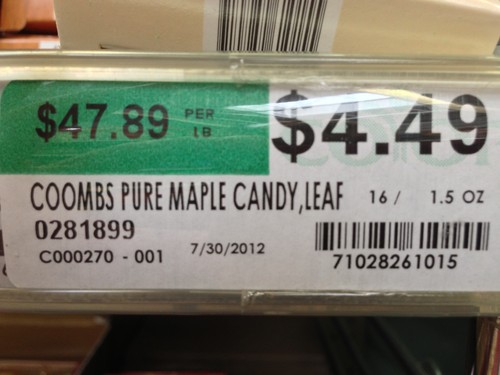 $47.89 PER LB $4.49
COOMBS PURE MAPLE CANDY,LEAF 16 / 1.5 OZ
0281899
C000270 - 001 7/30/2012 71028261015